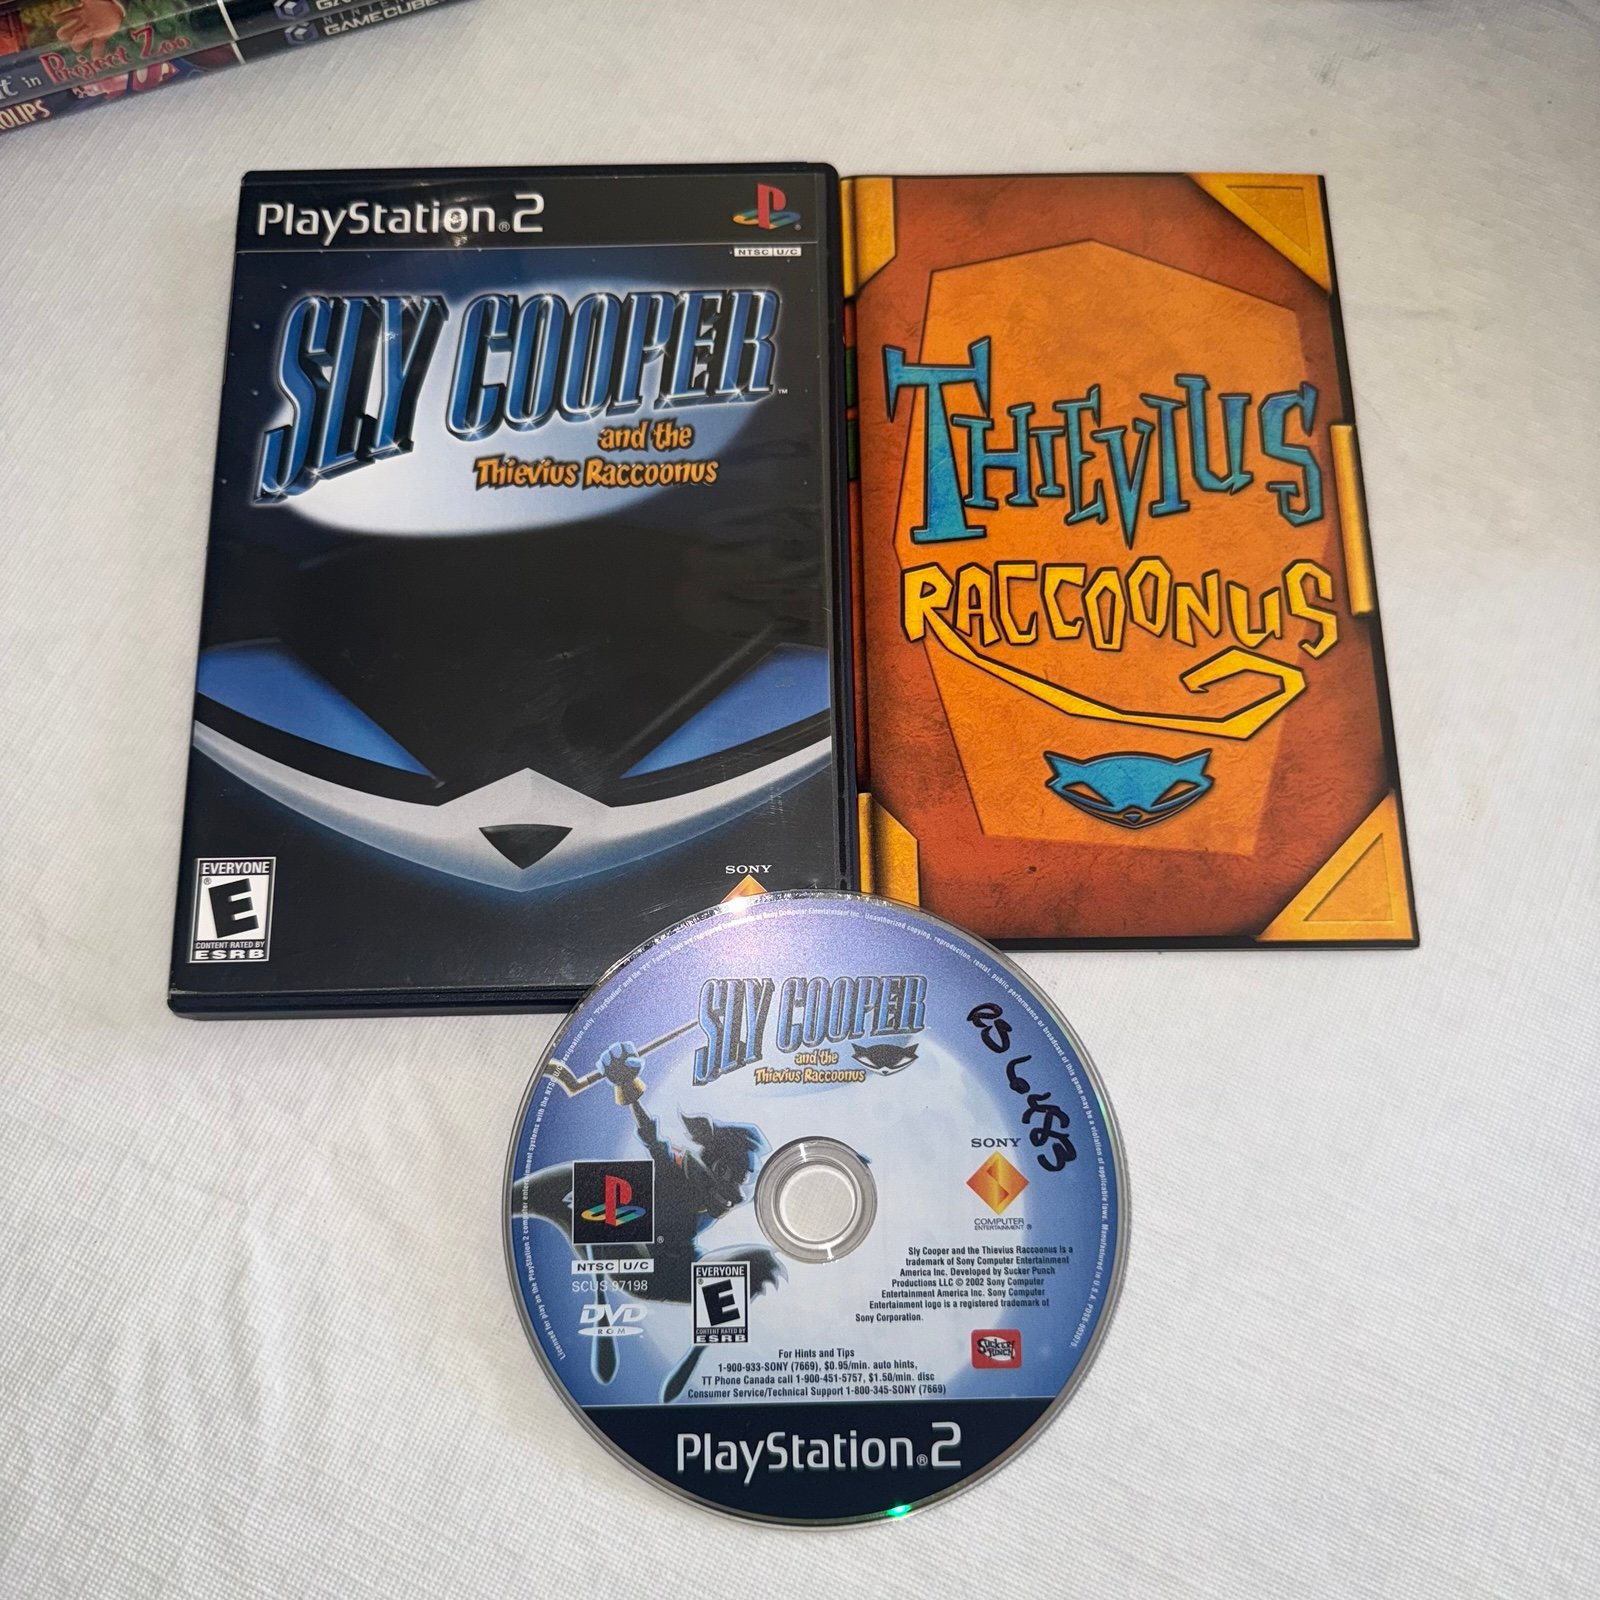 GAMECUBE
t in Project Zoo
OLIPS
PlayStation®2
NTSC U/C
SLY COOPER™
and the
Thievius Raccoonus
EVERYONE
E
CONTENT RATED BY
ESRB
SONY
THIEVIUS
RACCOONUS
SLY COOPER
and the
Thievius Raccoonus
SONY
COMPUTER
ENTERTAINMENT®
NTSC U/C
SCUS 97198
DVD
ROM
EVERYONE
E
CONTENT RATED BY
ESRB
Sly Cooper and the Thievius Raccoonus is a
trademark of Sony Computer Entertainment
America Inc. Developed by Sucker Punch
Productions LLC © 2002 Sony Computer
Entertainment America Inc. Sony Computer
Entertainment logo is a registered trademark of
Sony Corporation.
SUCKER PUNCH
For Hints and Tips
1-900-933-SONY (7669), $0.95/min. auto hints,
TT Phone Canada call 1-900-451-5757, $1.50/min. disc
Consumer Service/Technical Support 1-800-345-SONY (7669)
PlayStation®2